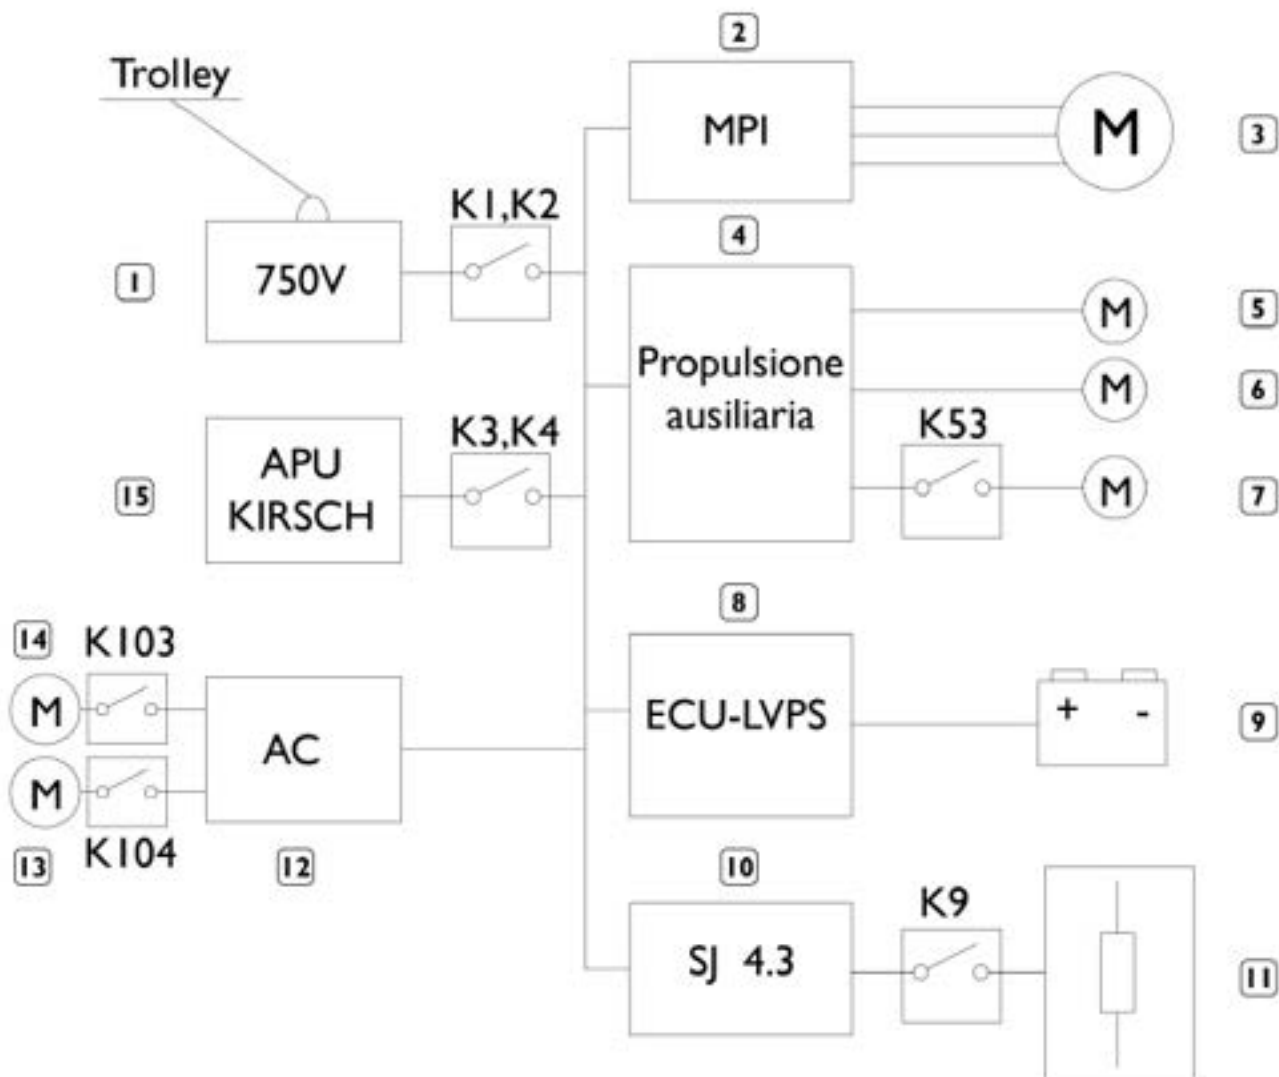 2
Trolley
MPI
M
3
K1,K2
4
1
750V
5
M
Propulsione
ausiliaria
6
M
K3,K4
K53
15
APU
KIRSCH
M
7
8
14
K103
M
AC
ECU-LVPS
+ -
9
M
K104
13
12
10
K9
SJ 4.3
11